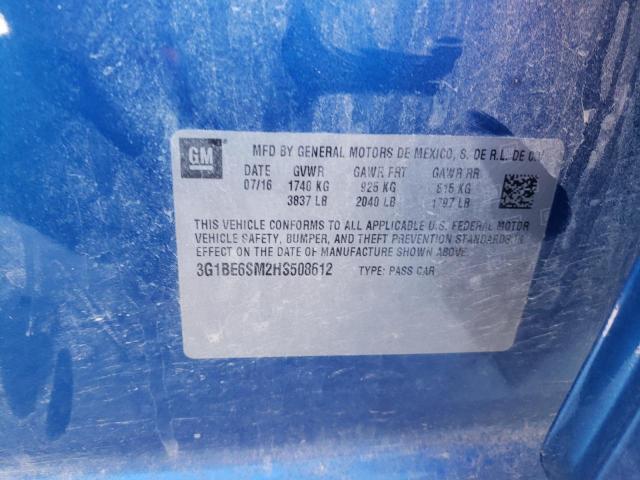 GM
MFD BY GENERAL MOTORS DE MEXICO, S. DE R.L. DE C.V.
DATE GVWR GAWR FRT GAWR RR
07/16 1740 KG 925 KG 815 KG
3837 LB 2040 LB 1797 LB
THIS VEHICLE CONFORMS TO ALL APPLICABLE U.S. FEDERAL MOTOR
VEHICLE SAFETY, BUMPER, AND THEFT PREVENTION STANDARDS IN
EFFECT ON THE DATE OF MANUFACTURE SHOWN ABOVE.
3G1BE6SM2HS508612 TYPE: PASS CAR